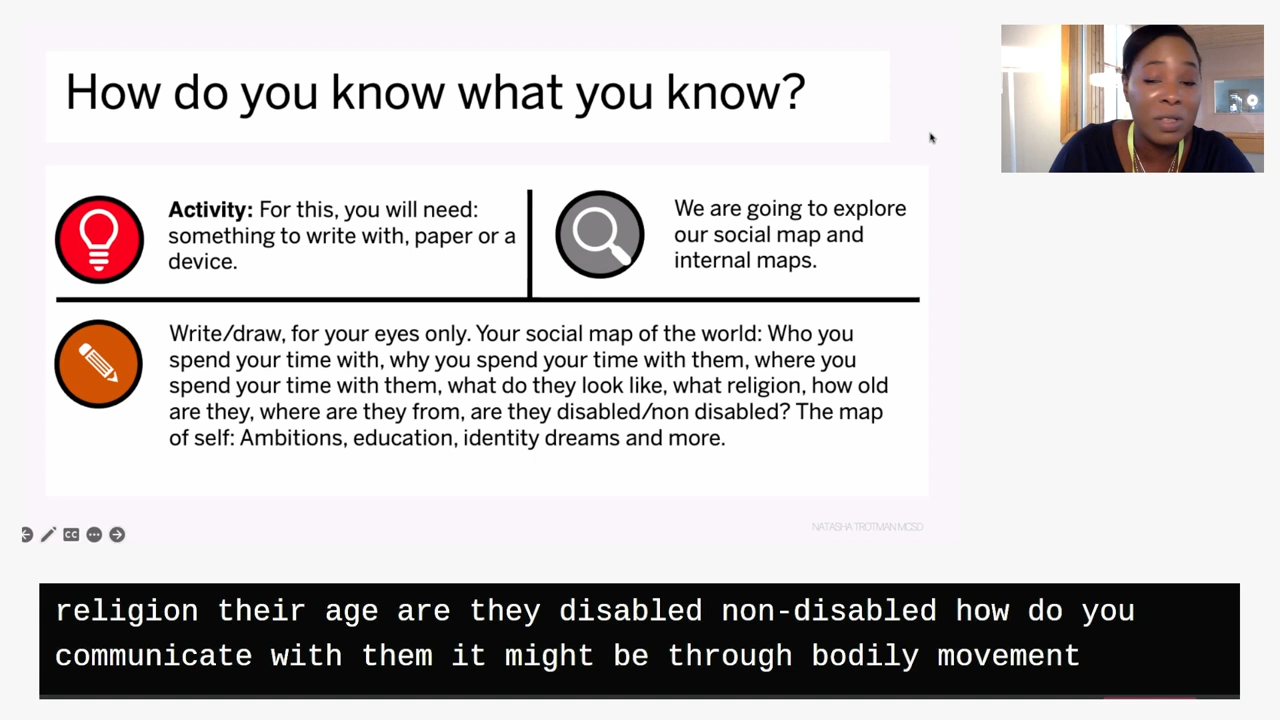 How do you know what you know?
Activity: For this, you will need:
something to write with, paper or a
device.
We are going to explore
our social map and
internal maps.
Write/draw, for your eyes only. Your social map of the world: Who you
spend your time with, why you spend your time with them, where you
spend your time with them, what do they look like, what religion, how old
are they, where are they from, are they disabled/non disabled? The map
of self: Ambitions, education, identity dreams and more.
CC
NATASHA TROTMAN MCSD
religion their age are they disabled non-disabled how do you
communicate with them it might be through bodily movement